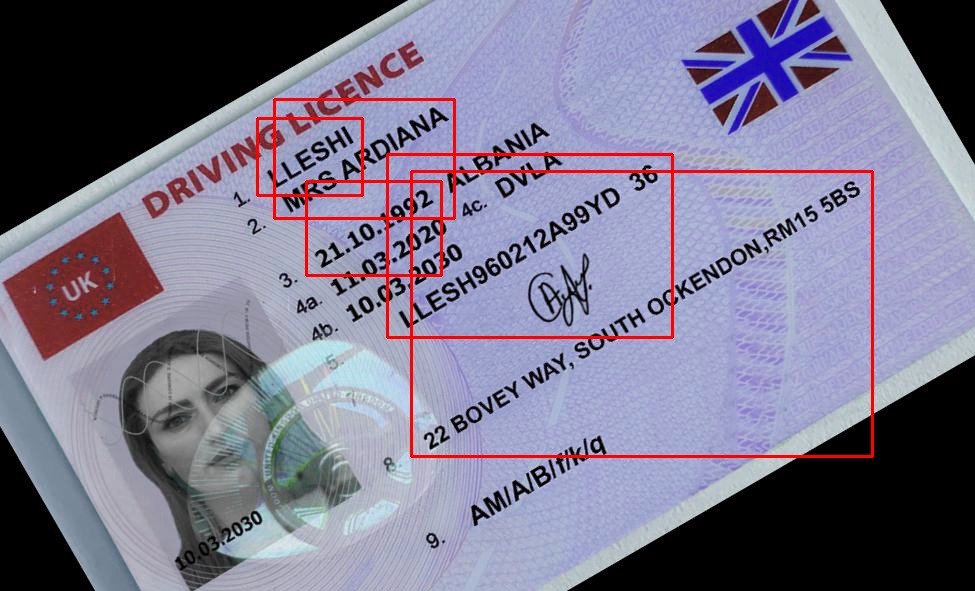 DRIVING LICENCE
UK
1. LLESHI
2. MRS ARDIANA
3. 21.10.1992 ALBANIA
4a. 11.03.2020 4c. DVLA
4b. 10.03.2030
5. LLESH960212A99YD 36
8. 22 BOVEY WAY, SOUTH OCKENDON,RM15 5BS
9. AM/A/B/f/k/q
10.03.2030